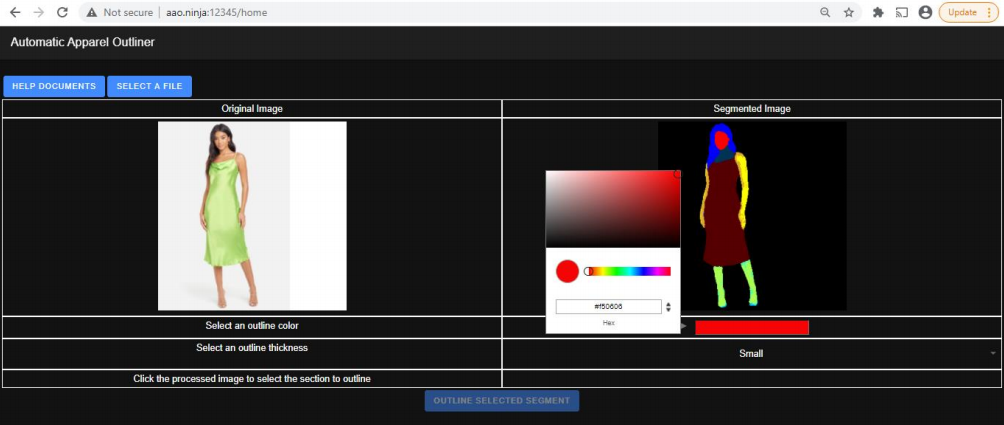 Not secure | aao.ninja:12345/home
Update
Automatic Apparel Outliner
HELP DOCUMENTS SELECT A FILE
Original Image Segmented Image
#f50606
Hex
Select an outline color
Select an outline thickness
Small
Click the processed image to select the section to outline
OUTLINE SELECTED SEGMENT